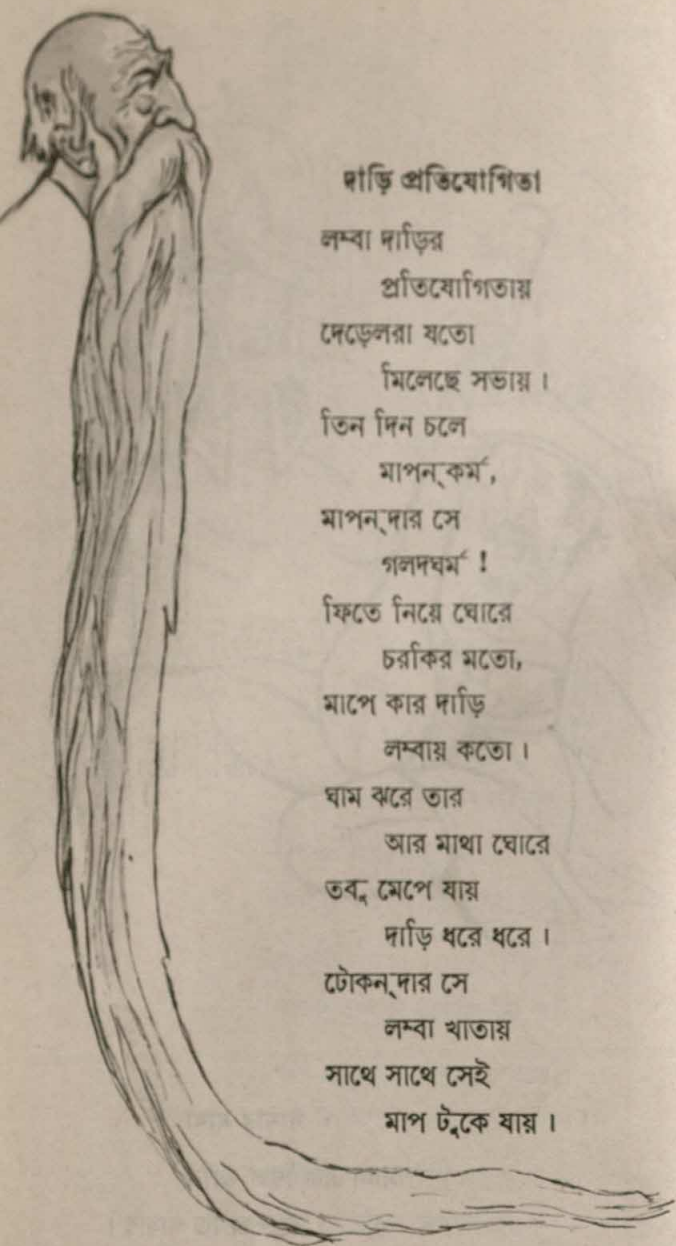 দাড়ি প্রতিযোগিতা
লম্বা দাড়ির
প্রতিযোগিতায়
দেড়েলরা যতো
মিলেছে সভায়।
তিন দিন চলে
মাপন্‌কর্ম,
মাপন্‌দার সে
গলদঘর্ম!
ফিতে নিয়ে ঘোরে
চরকির মতো,
মাপে কার দাড়ি
লম্বায় কতো।
ঘাম ঝরে তার
আর মাথা ঘোরে
তবু মেপে যায়
দাড়ি ধরে ধরে।
টোকন্‌দার সে
লম্বা খাতায়
সাথে সাথে সেই
মাপ টুকে যায়।